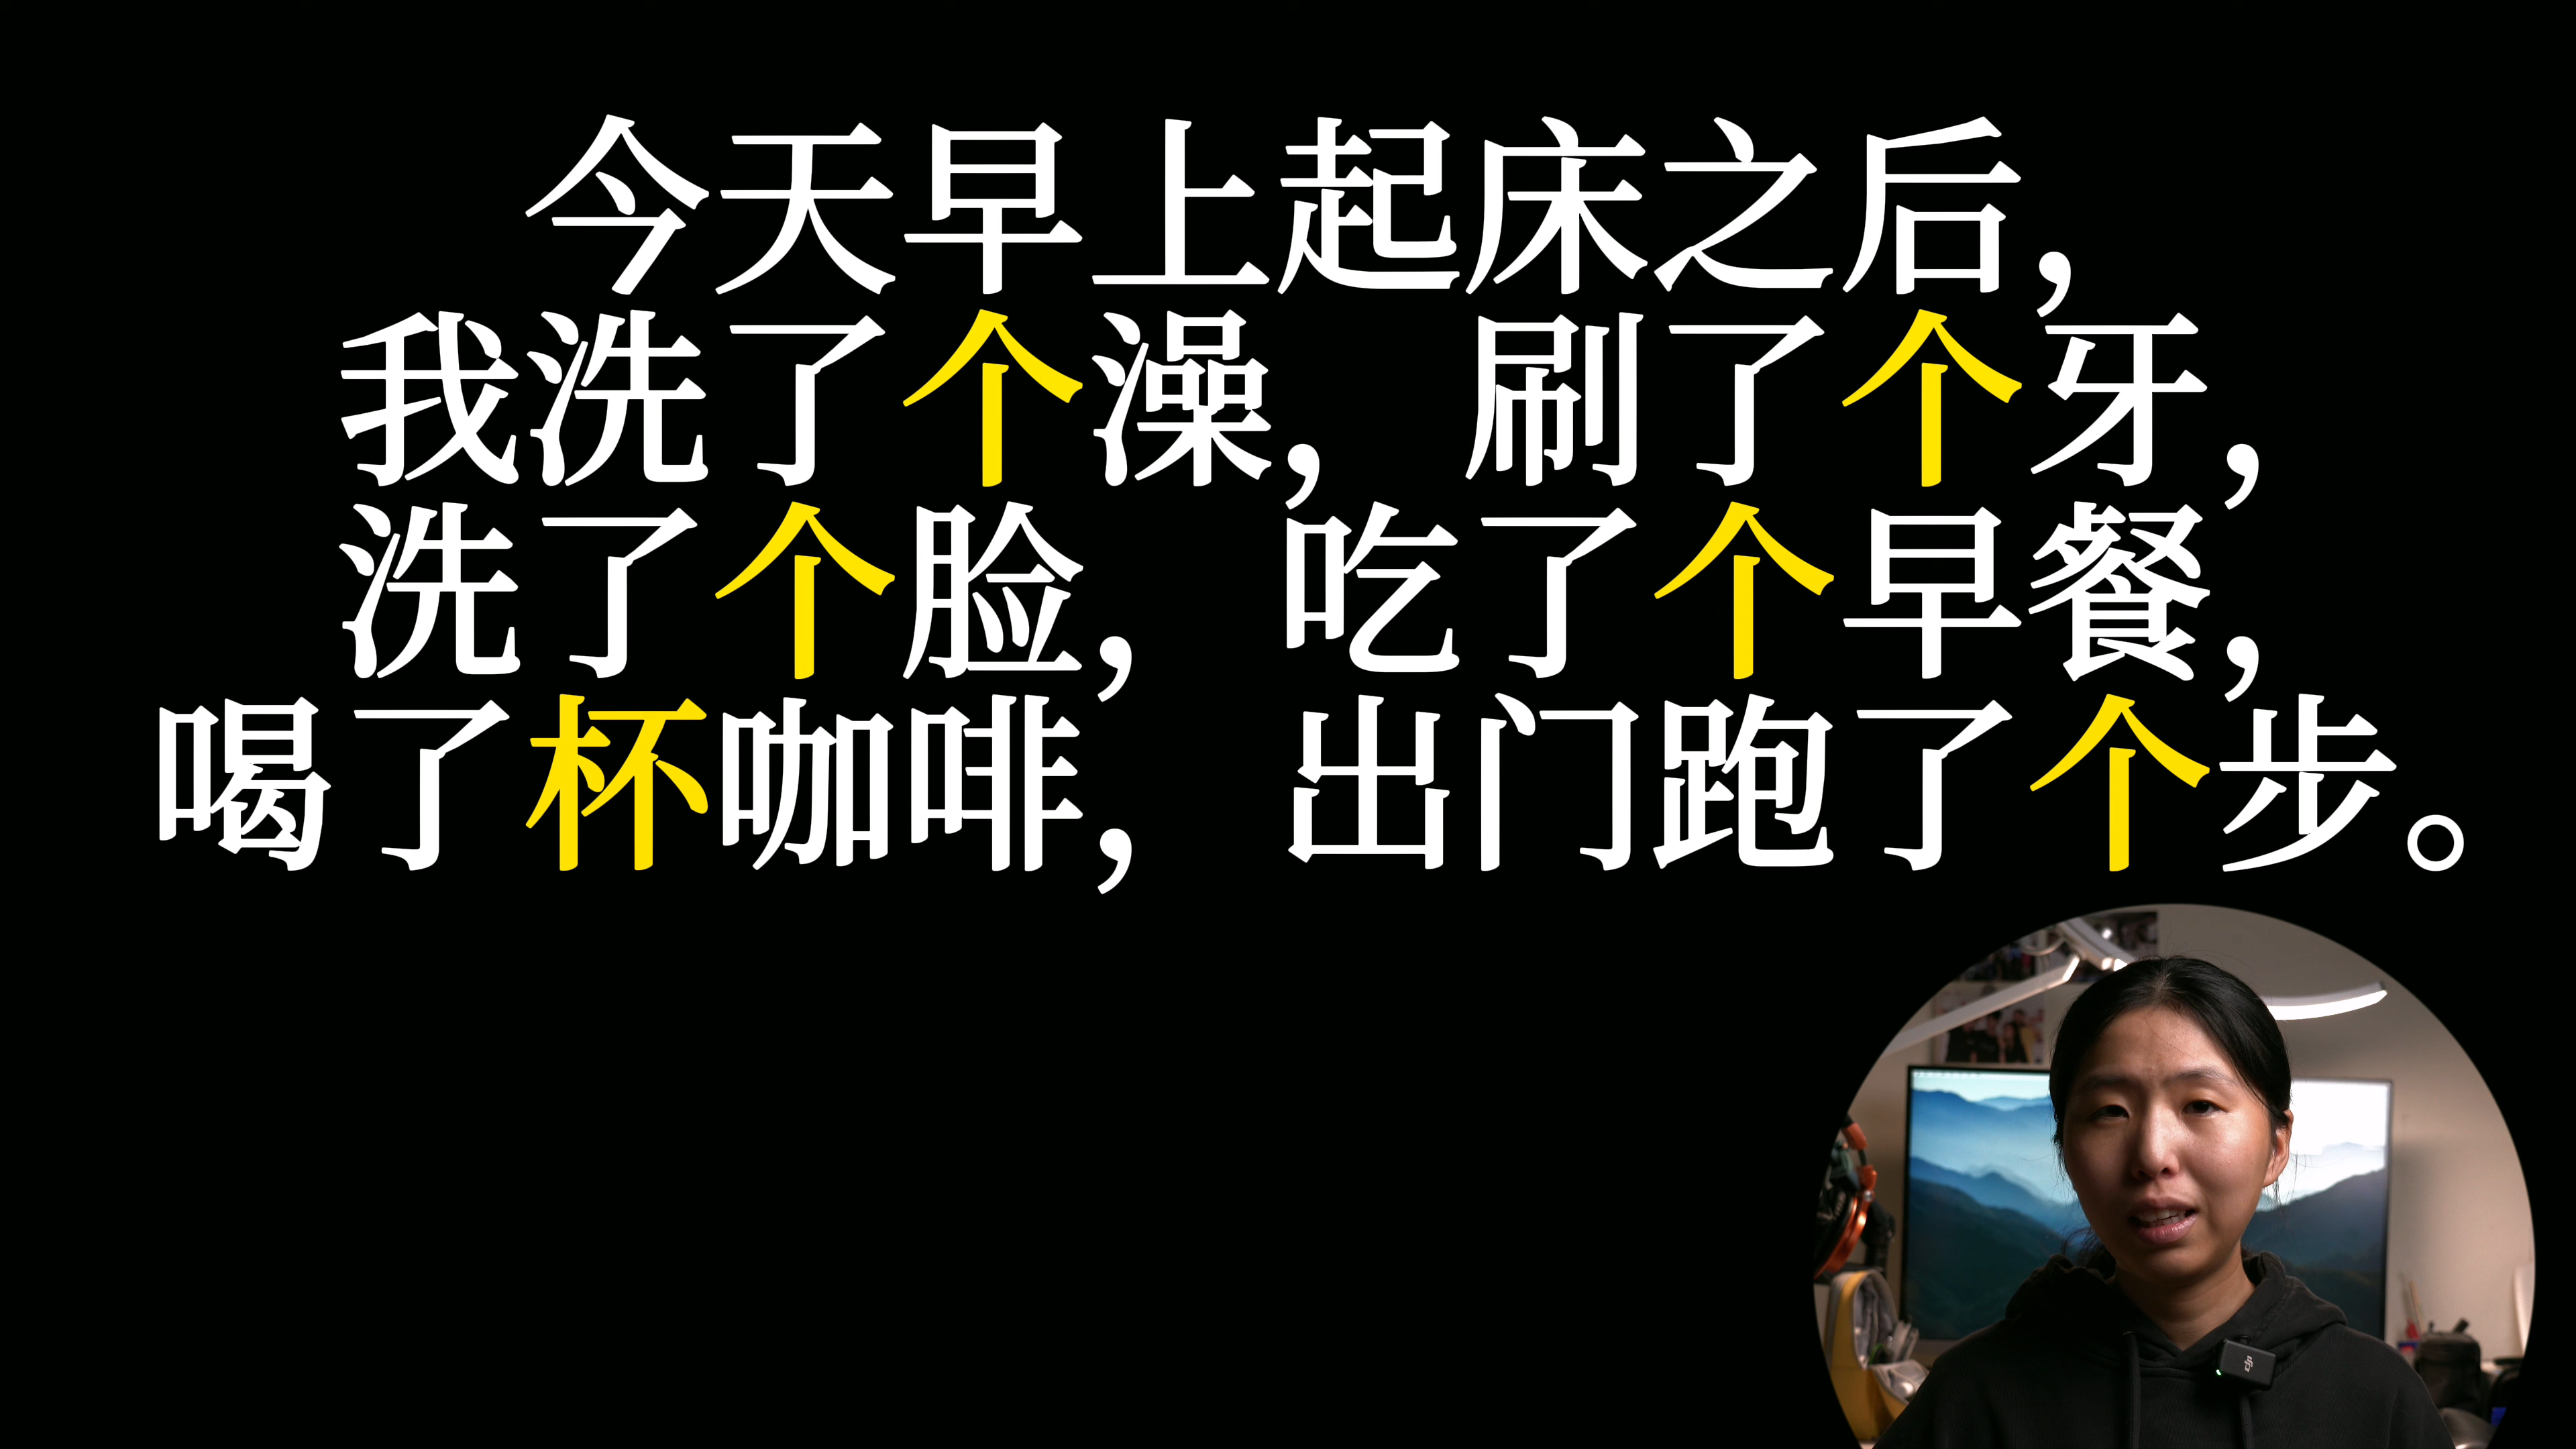 今天早上起床之后，
我洗了个澡，刷了个牙，
洗了个脸，吃了个早餐，
喝了杯咖啡，出门跑了个步。
dji